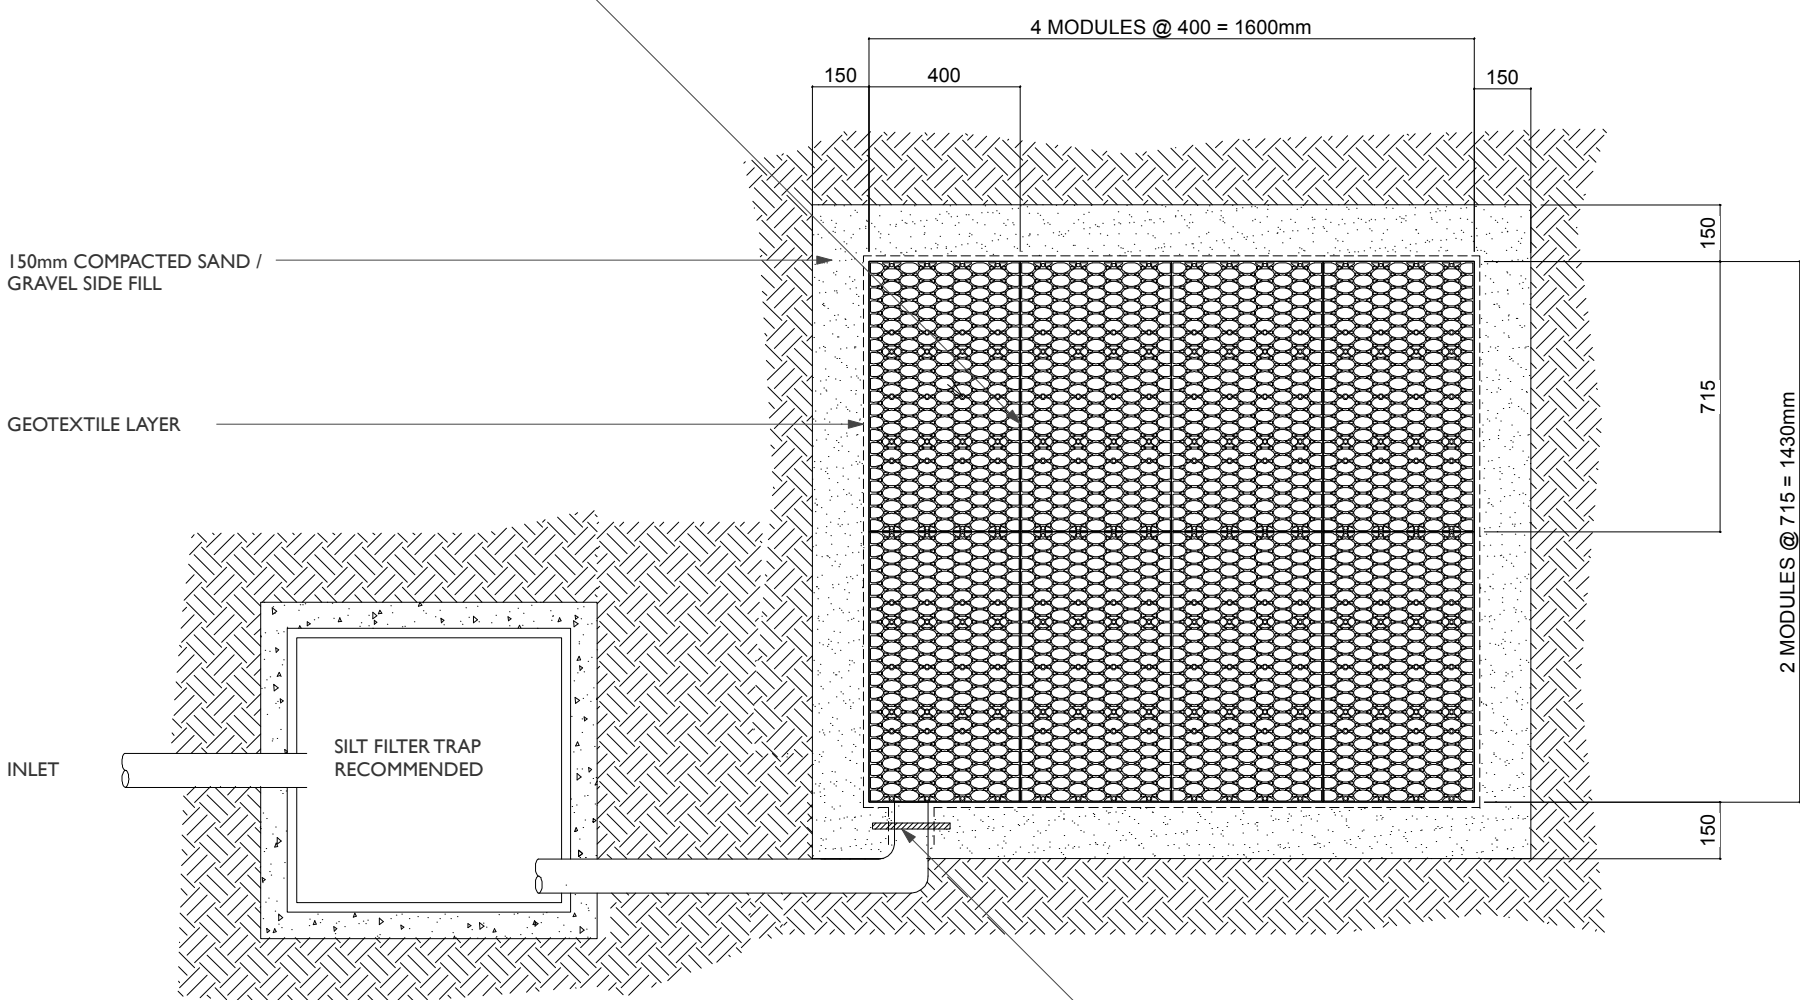 4 MODULES @ 400 = 1600mm
150
400
150
150
150mm COMPACTED SAND /
GRAVEL SIDE FILL
715
GEOTEXTILE LAYER
2 MODULES @ 715 = 1430mm
SILT FILTER TRAP
RECOMMENDED
INLET
150